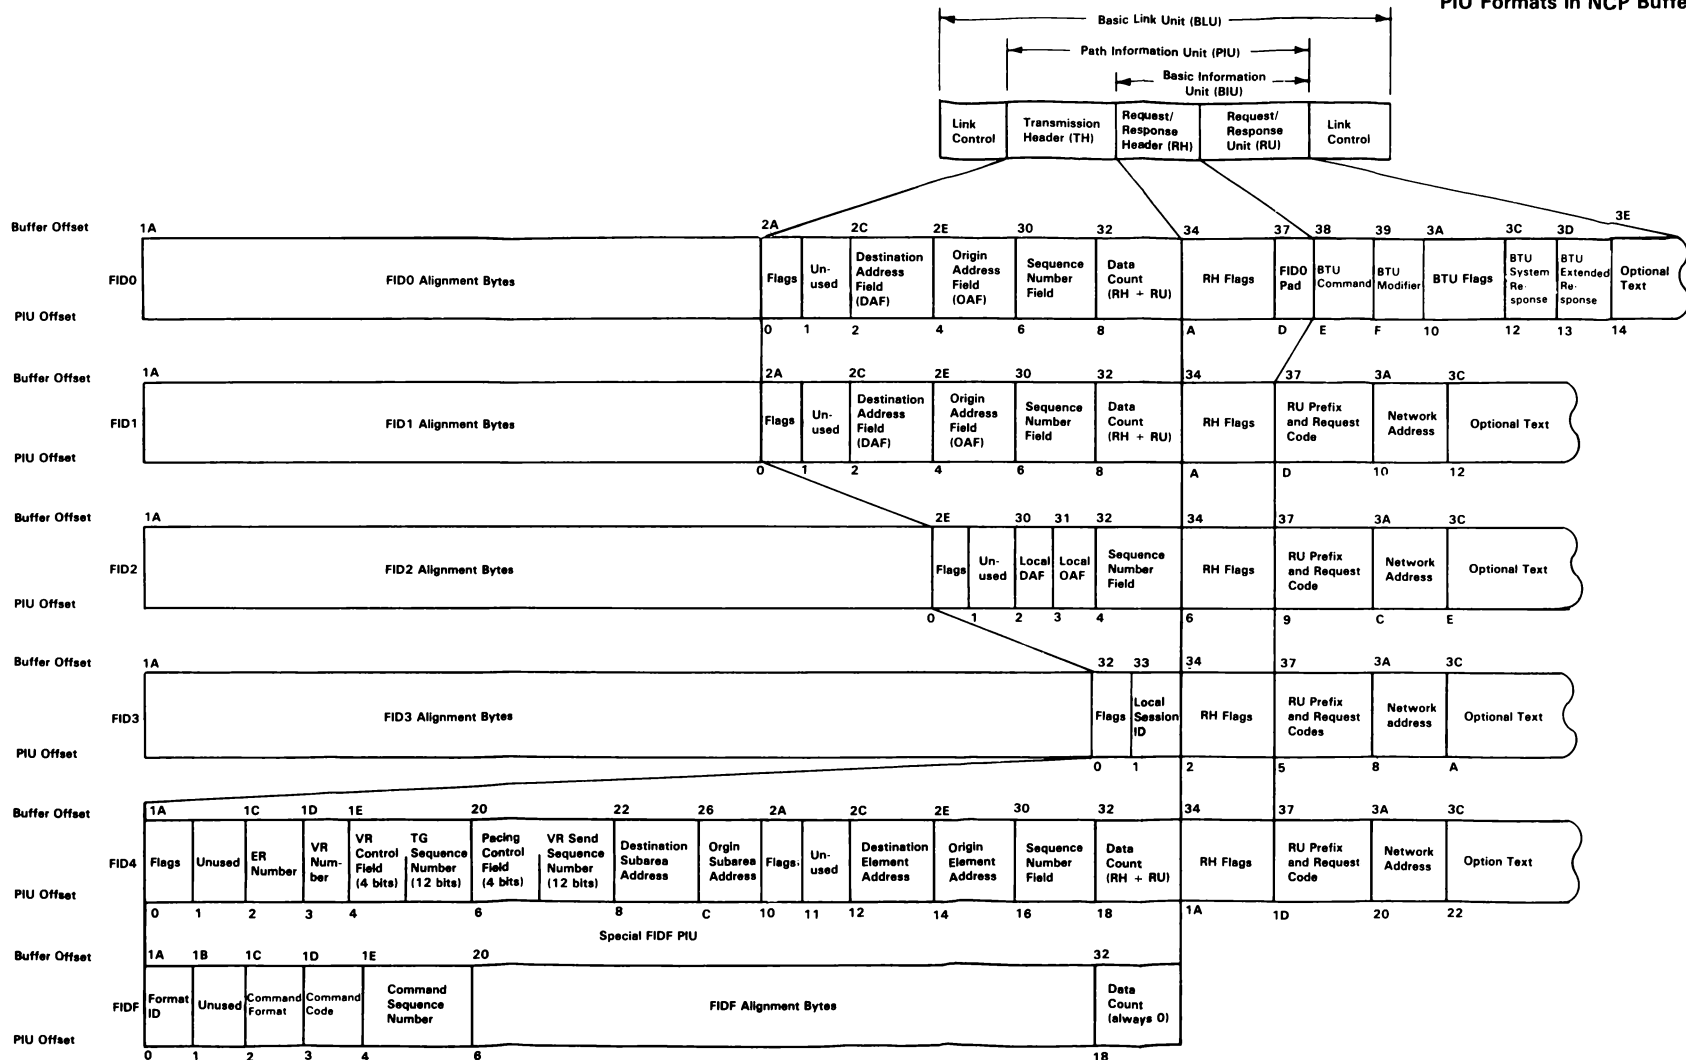 PIU Formats in NCP Buffe
Basic Link Unit (BLU)
Path Information Unit (PIU)
Basic Information
Unit (BIU)
Link
Control
Transmission
Header (TH)
Request/
Response
Header (RH)
Request/
Response
Unit (RU)
Link
Control
Buffer Offset 1A 2A 2C 2E 30 32 34 37 38 39 3A 3C 3D 3E
FID0
FID0 Alignment Bytes
Flags
Un-
used
Destination
Address
Field
(DAF)
Origin
Address
Field
(OAF)
Sequence
Number
Field
Data
Count
(RH + RU)
RH Flags
FID0
Pad
BTU
Command
BTU
Modifier
BTU Flags
BTU
System
Re-
sponse
BTU
Extended
Re-
sponse
Optional
Text
PIU Offset 0 1 2 4 6 8 A D E F 10 12 13 14
Buffer Offset 1A 2A 2C 2E 30 32 34 37 3A 3C
FID1
FID1 Alignment Bytes
Flags
Un-
used
Destination
Address
Field
(DAF)
Origin
Address
Field
(OAF)
Sequence
Number
Field
Data
Count
(RH + RU)
RH Flags
RU Prefix
and Request
Code
Network
Address
Optional Text
PIU Offset 0 1 2 4 6 8 A D 10 12
Buffer Offset 1A 2E 30 31 32 34 37 3A 3C
FID2
FID2 Alignment Bytes
Flags
Un-
used
Local
DAF
Local
OAF
Sequence
Number
Field
RH Flags
RU Prefix
and Request
Code
Network
Address
Optional Text
PIU Offset 0 1 2 3 4 6 9 C E
Buffer Offset 1A 32 33 34 37 3A 3C
FID3
FID3 Alignment Bytes
Flags
Local
Session
ID
RH Flags
RU Prefix
and Request
Codes
Network
address
Optional Text
PIU Offset 0 1 2 5 8 A
Buffer Offset 1A 1C 1D 1E 20 22 26 2A 2C 2E 30 32 34 37 3A 3C
FID4
Flags
Unused
ER
Number
VR
Num-
ber
VR
Control
Field
(4 bits)
TG
Sequence
Number
(12 bits)
Pacing
Control
Field
(4 bits)
VR Send
Sequence
Number
(12 bits)
Destination
Subarea
Address
Orgin
Subarea
Address
Flags
Un-
used
Destination
Element
Address
Origin
Element
Address
Sequence
Number
Field
Data
Count
(RH + RU)
RH Flags
RU Prefix
and Request
Code
Network
Address
Option Text
PIU Offset 0 1 2 3 4 6 8 C 10 11 12 14 16 18 1A 1D 20 22
Special FIDF PIU
Buffer Offset 1A 1B 1C 1D 1E 20 32
FIDF
Format
ID
Unused
Command
Format
Command
Code
Command
Sequence
Number
FIDF Alignment Bytes
Data
Count
(always 0)
PIU Offset 0 1 2 3 4 6 18